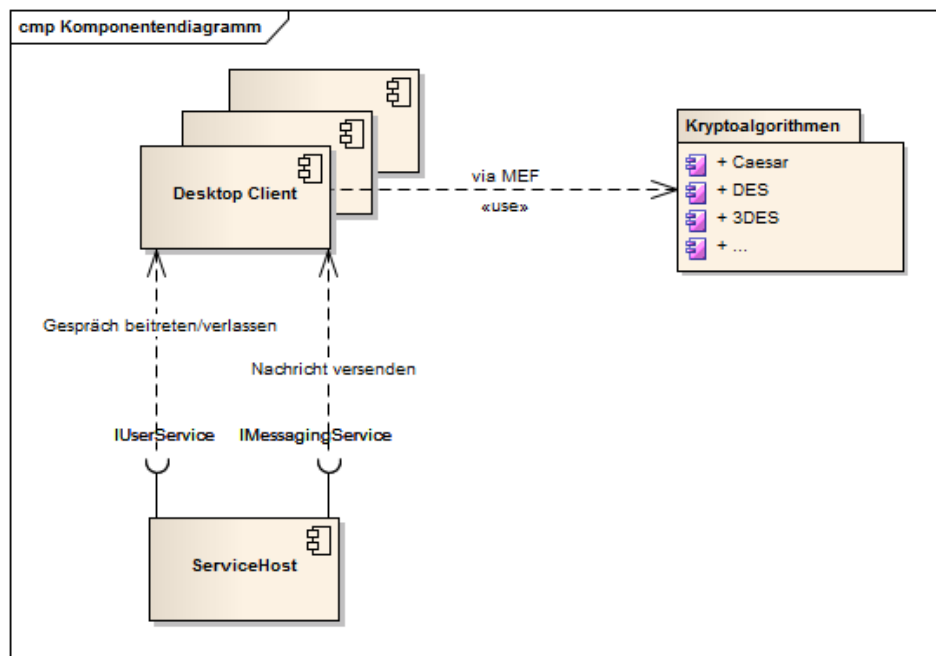 cmp Komponentendiagramm
Desktop Client
via MEF
«use»
Kryptoalgorithmen
+ Caesar
+ DES
+ 3DES
+ ...
Gespräch beitreten/verlassen
Nachricht versenden
IUserService
IMessagingService
ServiceHost